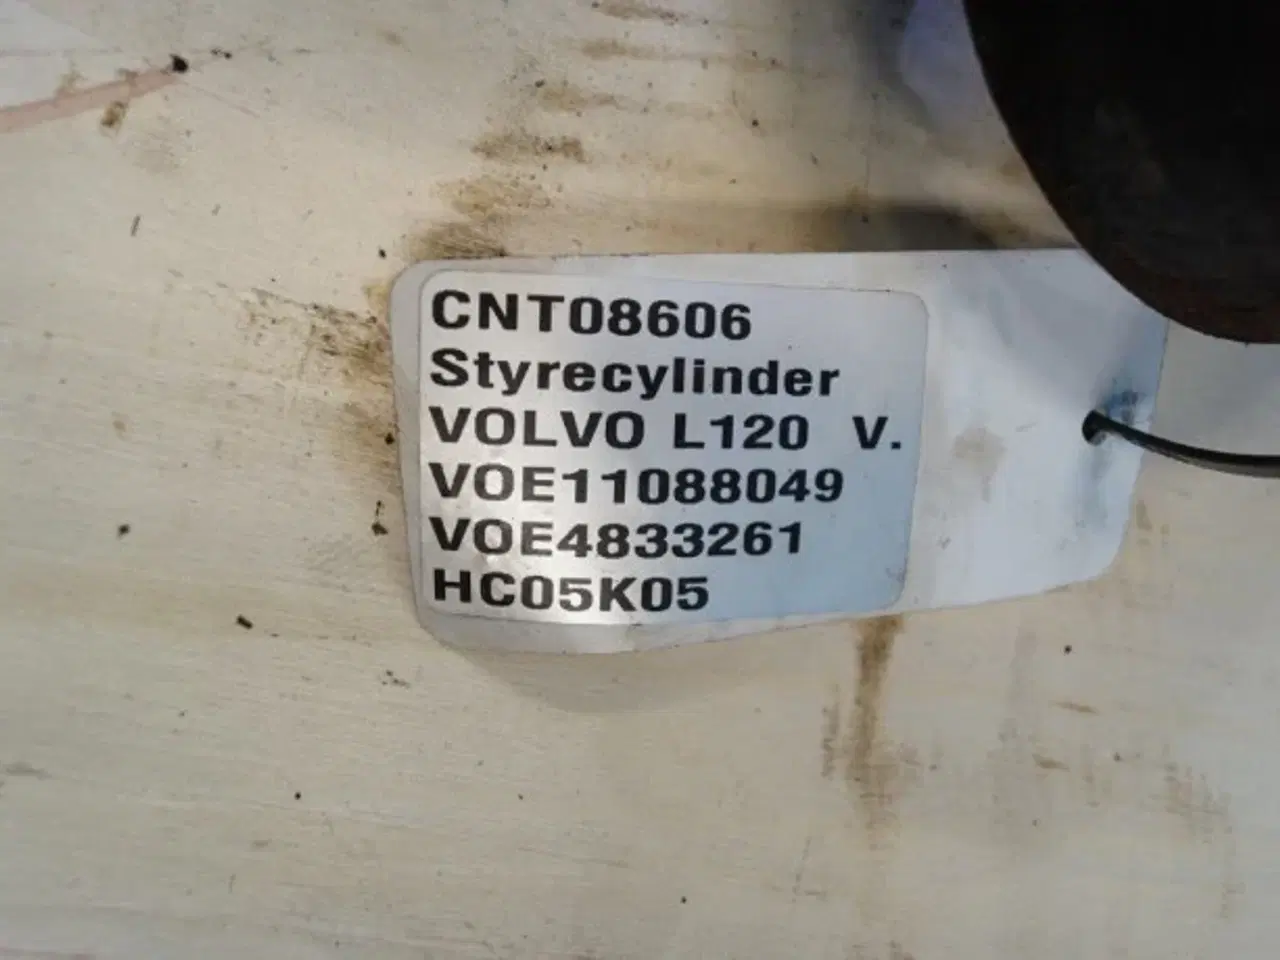 CNT08606
Styrecylinder
VOLVO L120 V.
VOE11088049
VOE4833261
HC05K05